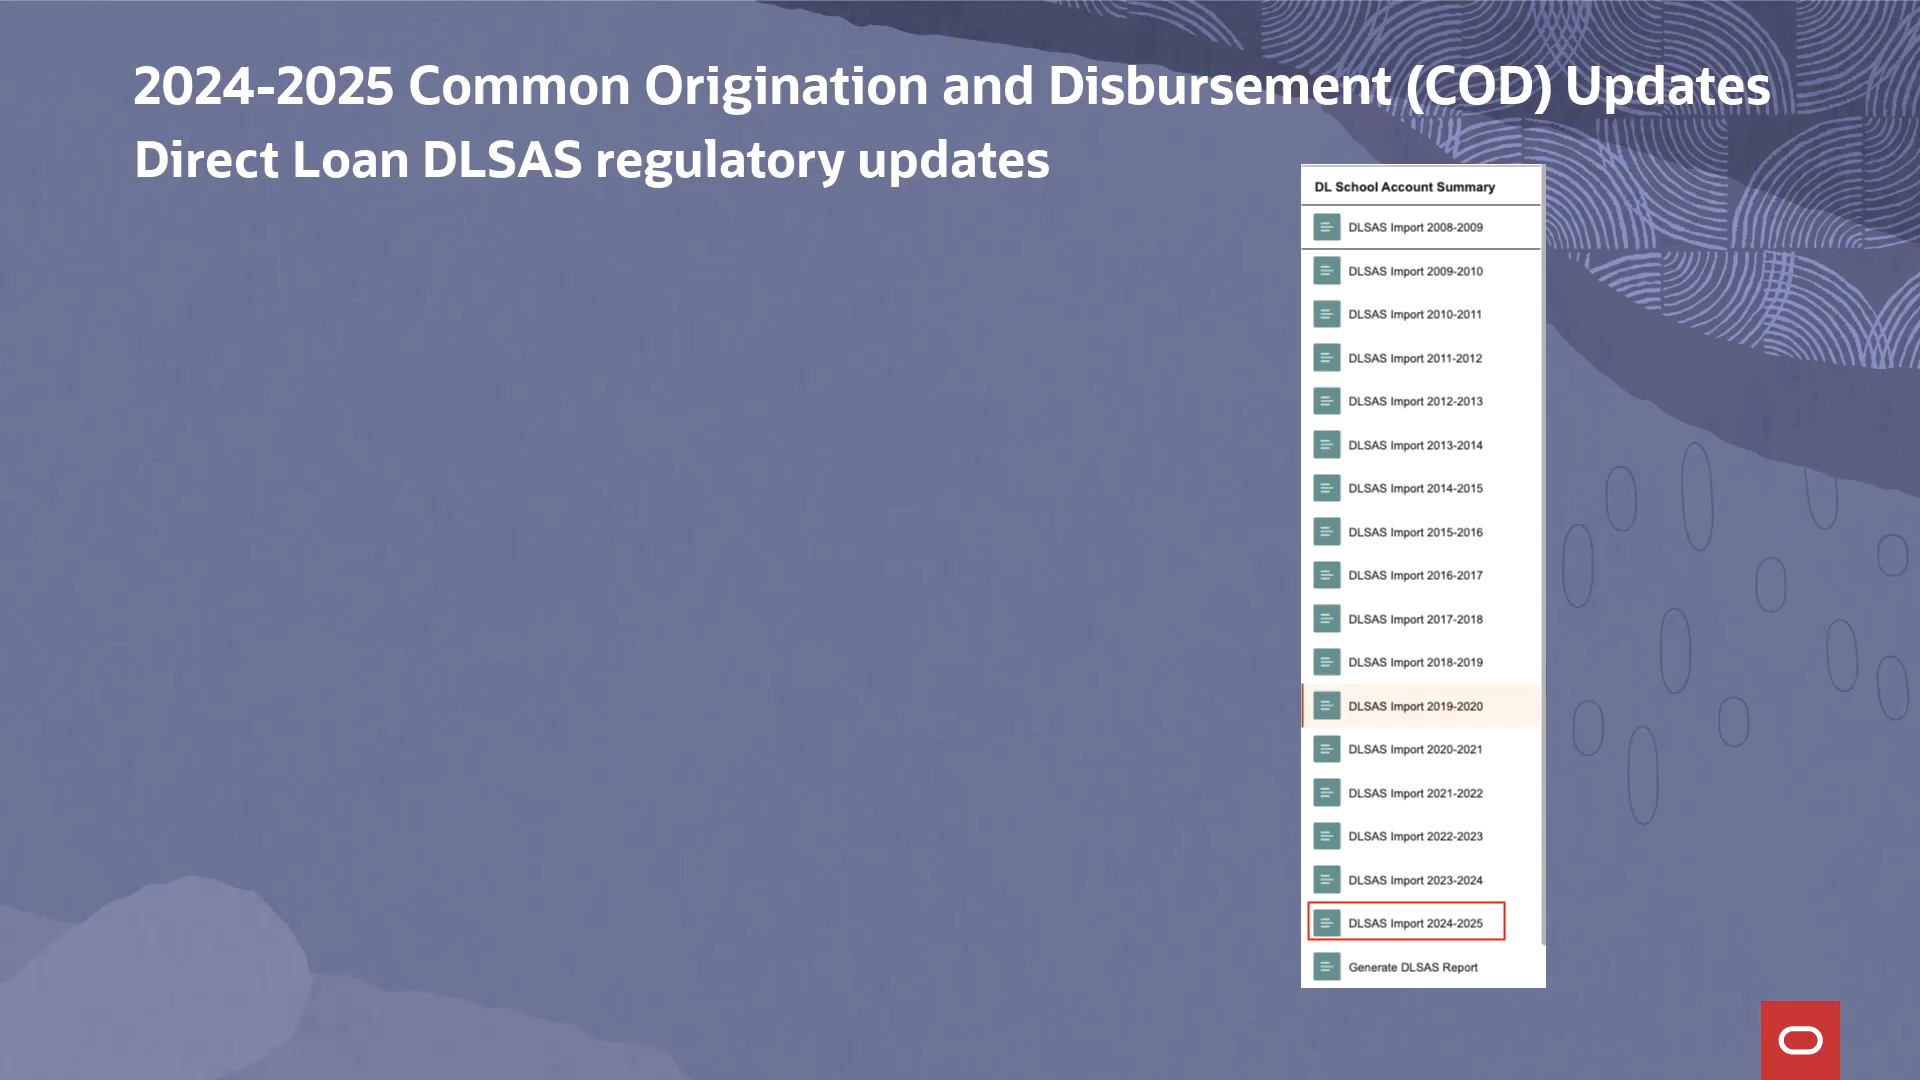 2024-2025 Common Origination and Disbursement (COD) Updates
Direct Loan DLSAS regulatory updates
DL School Account Summary
DLSAS Import 2008-2009
DLSAS Import 2009-2010
DLSAS Import 2010-2011
DLSAS Import 2011-2012
DLSAS Import 2012-2013
DLSAS Import 2013-2014
DLSAS Import 2014-2015
DLSAS Import 2015-2016
DLSAS Import 2016-2017
DLSAS Import 2017-2018
DLSAS Import 2018-2019
DLSAS Import 2019-2020
DLSAS Import 2020-2021
DLSAS Import 2021-2022
DLSAS Import 2022-2023
DLSAS Import 2023-2024
DLSAS Import 2024-2025
Generate DLSAS Report